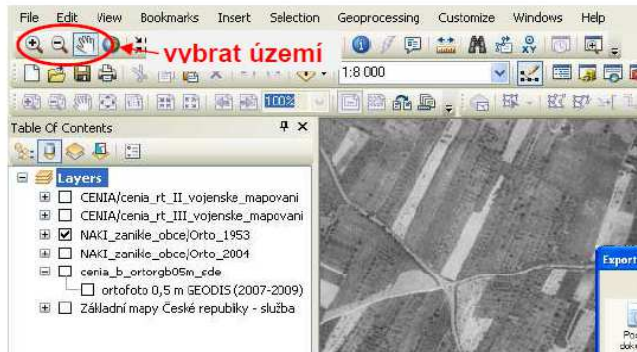 File Edit View Bookmarks Insert Selection Geoprocessing Customize Windows Help
vybrat území
1:8 000
100%
Table Of Contents
Layers
CENIA/cenia_rt_II_vojenske_mapovani
CENIA/cenia_rt_III_vojenske_mapovani
NAKI_zanikle_obce/Orto_1953
NAKI_zanikle_obce/Orto_2004
cenia_b_ortorgb05m_cde
ortofoto 0,5 m GEODIS (2007-2009)
Základní mapy České republiky - služba
Export